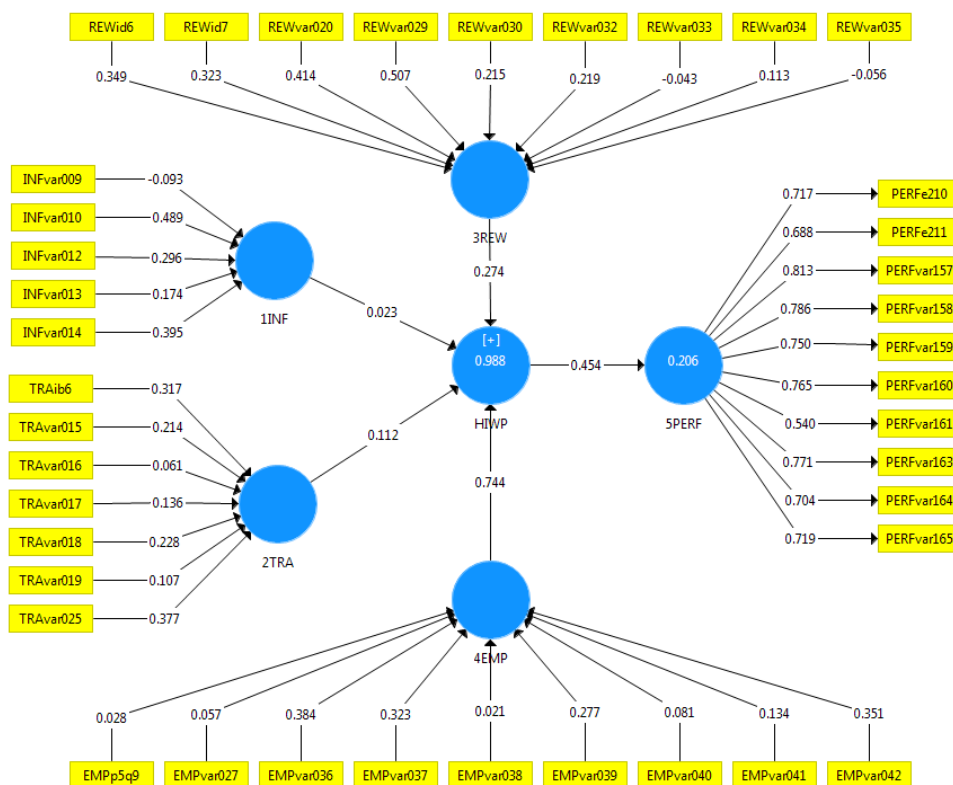 REWid6 REWid7 REWvar020 REWvar029 REWvar030 REWvar032 REWvar033 REWvar034 REWvar035
0.349 0.323 0.414 0.507 0.215 0.219 -0.043 0.113 -0.056
INFvar009 -0.093
INFvar010 0.489
INFvar012 0.296
INFvar013 0.174
INFvar014 0.395
1INF
3REW
0.274
0.023
TRAib6 0.317
TRAvar015 0.214
TRAvar016 0.061
TRAvar017 0.136
TRAvar018 0.228
TRAvar019 0.107
TRAvar025 0.377
2TRA
0.112
[+]
0.988
HIWP
0.454
0.206
5PERF
0.717 PERFe210
0.688 PERFe211
0.813 PERFvar157
0.786 PERFvar158
0.750 PERFvar159
0.765 PERFvar160
0.540 PERFvar161
0.771 PERFvar163
0.704 PERFvar164
0.719 PERFvar165
0.744
4EMP
0.028 0.057 0.384 0.323 0.021 0.277 0.081 0.134 0.351
EMPp5q9 EMPvar027 EMPvar036 EMPvar037 EMPvar038 EMPvar039 EMPvar040 EMPvar041 EMPvar042